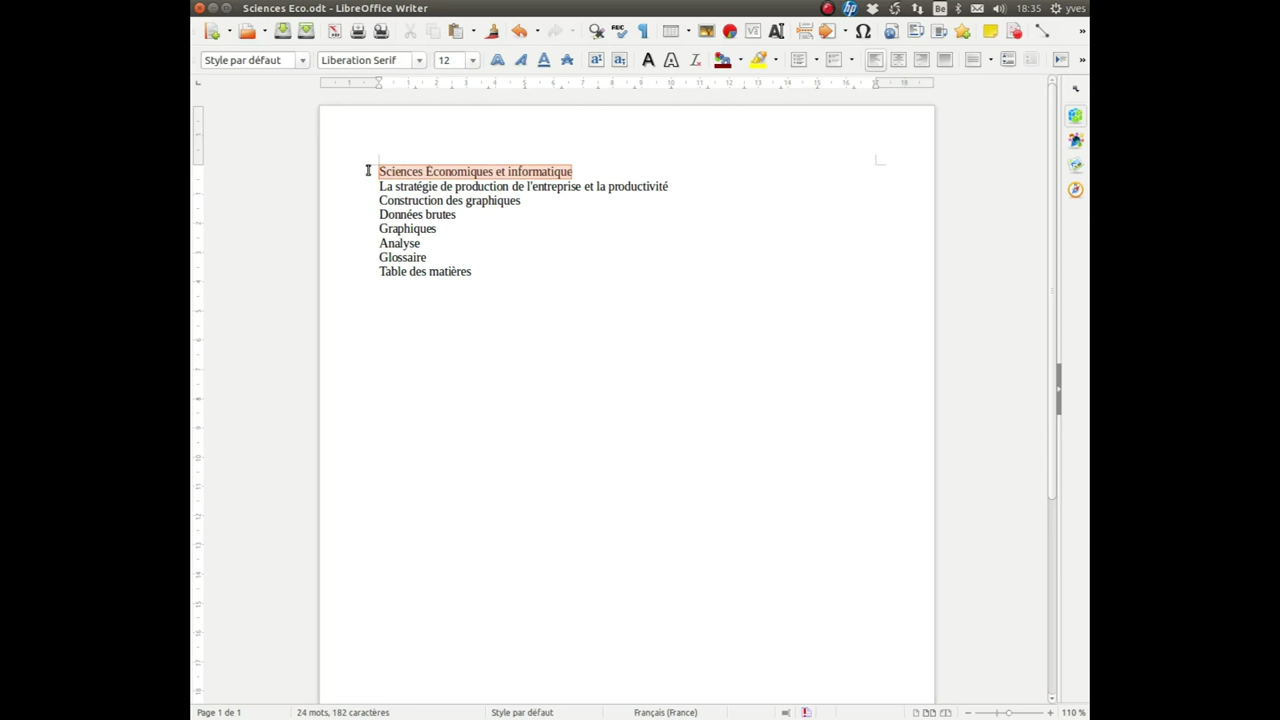 Sciences Eco.odt - LibreOffice Writer
Be
18:35
yves
Style par défaut
Liberation Serif
12
Sciences Économiques et informatique
La stratégie de production de l'entreprise et la productivité
Construction des graphiques
Données brutes
Graphiques
Analyse
Glossaire
Table des matières
Page 1 de 1
24 mots, 182 caractères
Style par défaut
Français (France)
110 %